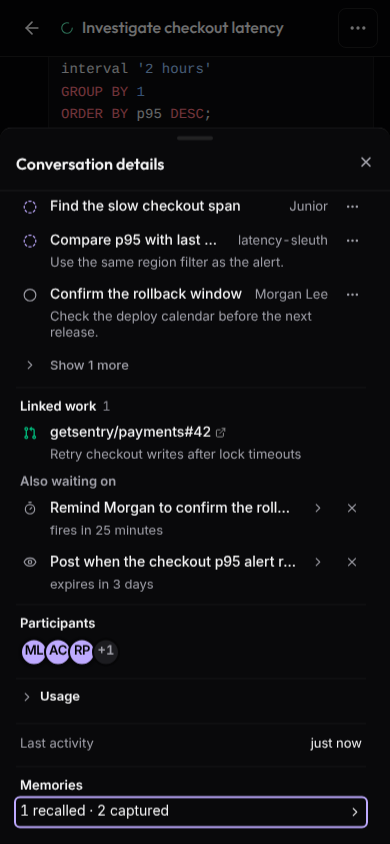 Investigate checkout latency
interval '2 hours'
GROUP BY 1
ORDER BY p95 DESC;
Conversation details
Find the slow checkout span Junior
Compare p95 with last ... latency-sleuth
Use the same region filter as the alert.
Confirm the rollback window Morgan Lee
Check the deploy calendar before the next
release.
Show 1 more
Linked work 1
getsentry/payments#42
Retry checkout writes after lock timeouts
Also waiting on
Remind Morgan to confirm the roll...
fires in 25 minutes
Post when the checkout p95 alert r...
expires in 3 days
Participants
ML AC RP +1
Usage
Last activity just now
Memories
1 recalled · 2 captured